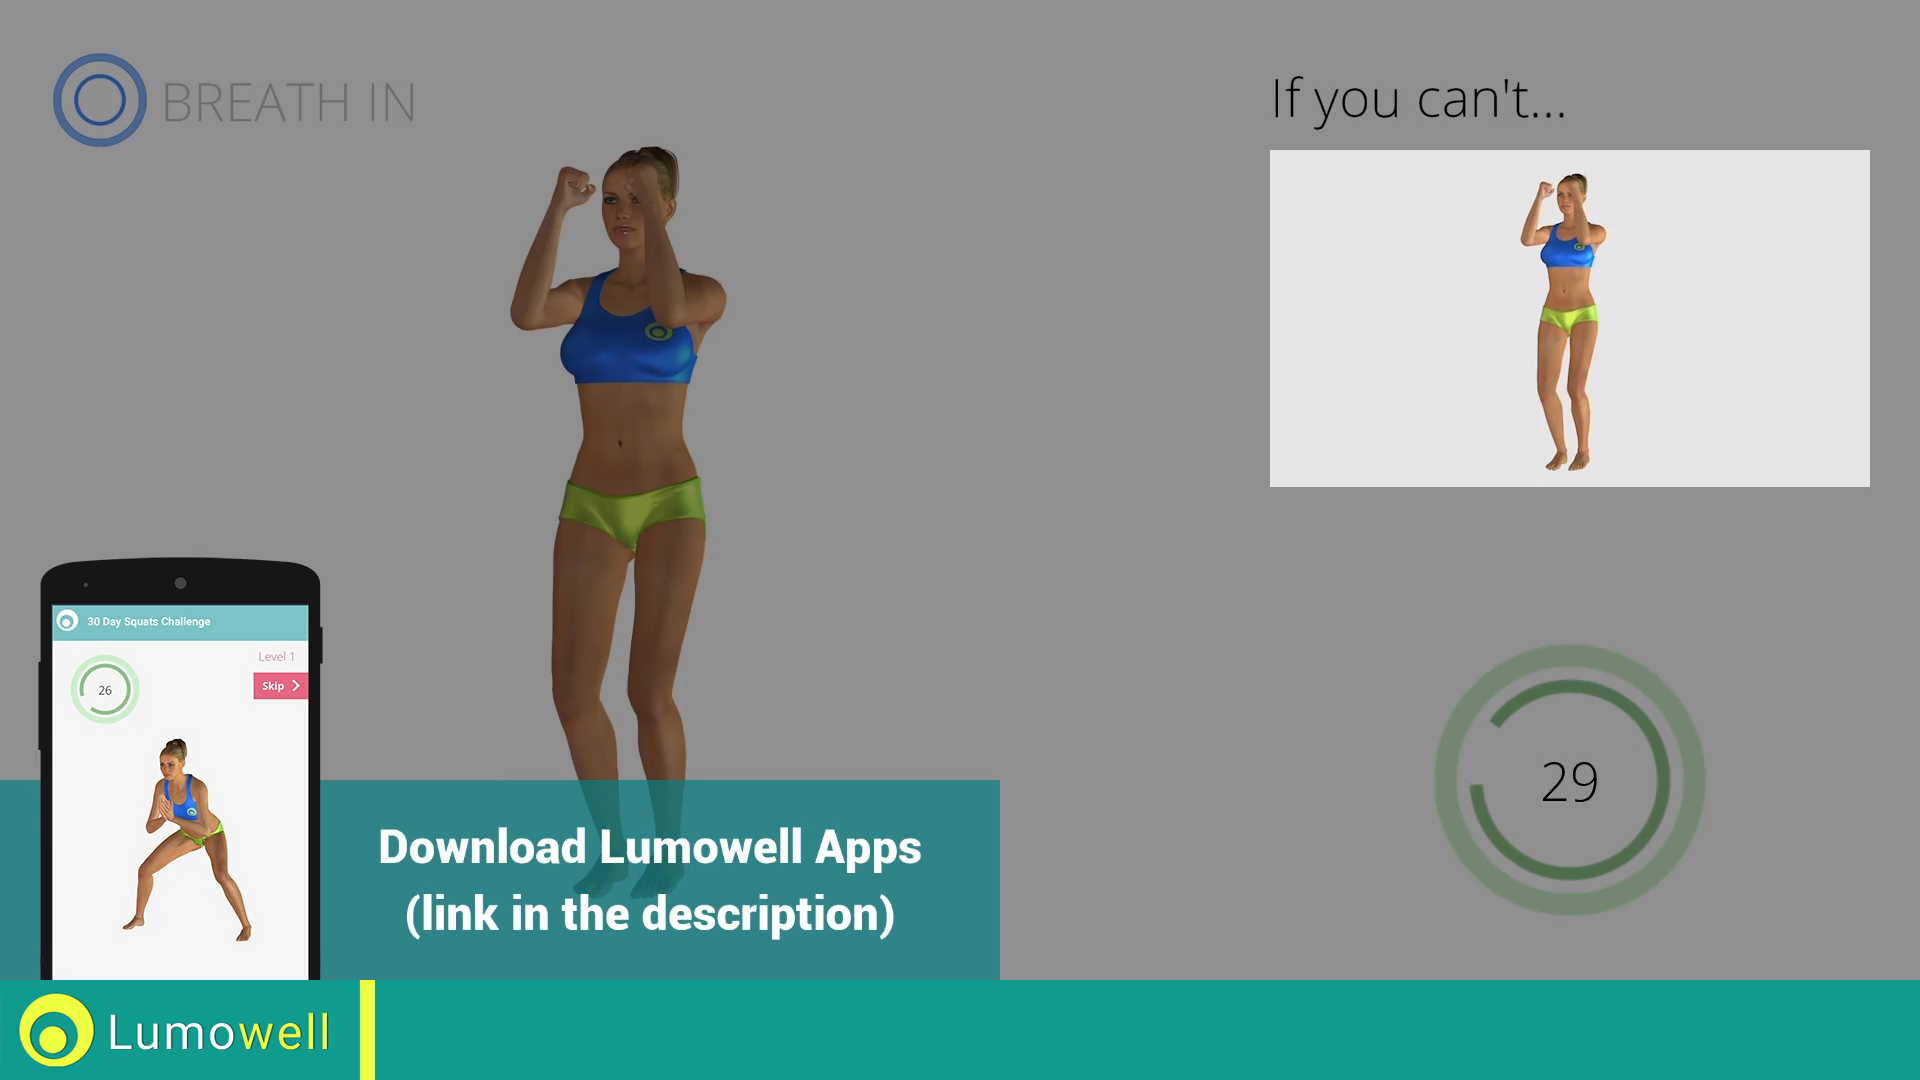 BREATH IN
If you can't...
30 Day Squats Challenge
Level 1
26
Skip
29
Download Lumowell Apps
(link in the description)
Lumowell